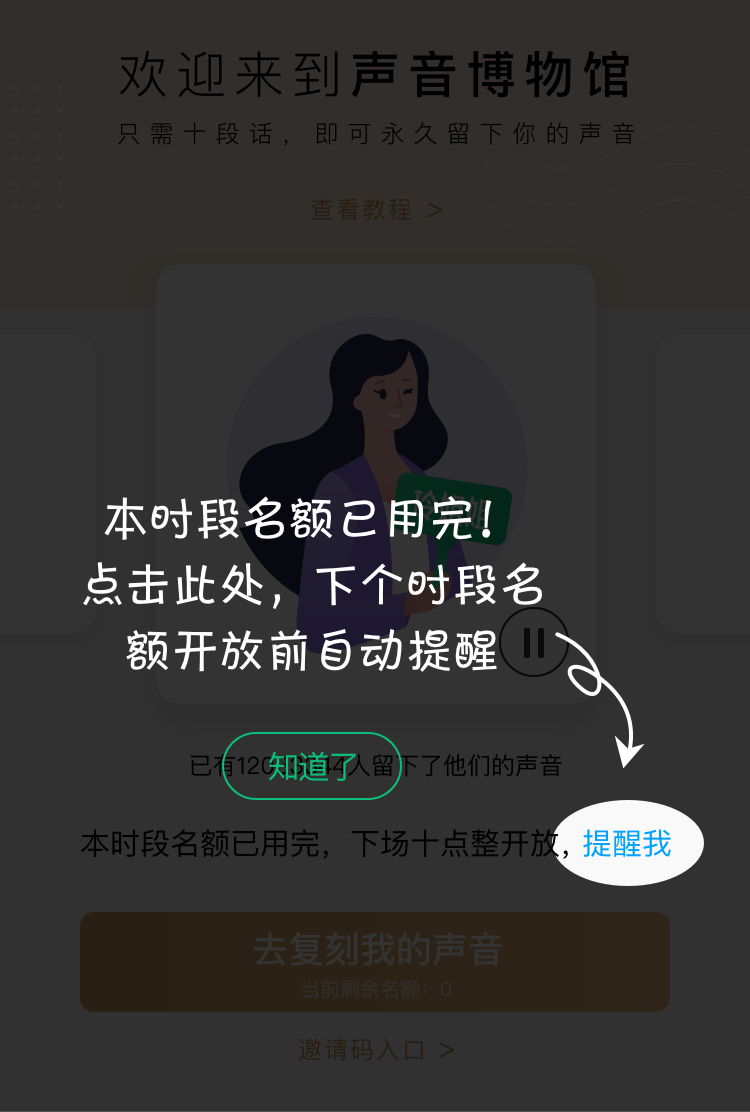 欢迎来到声音博物馆
只需十段话，即可永久留下你的声音
查看教程 >
本时段名额已用完!
点击此处，下个时段名
额开放前自动提醒
知道了
人留下了他们的声音
本时段名额已用完，下场十点整开放，提醒我
去复刻我的声音
当前剩余名额：0
邀请码入口 >